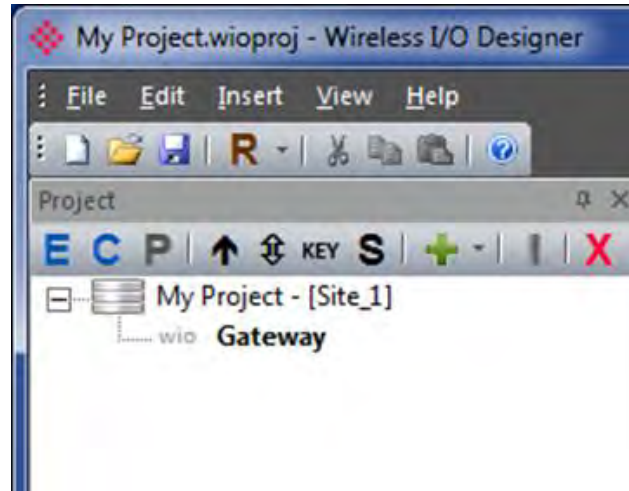 My Project.wioproj - Wireless I/O Designer
File Edit Insert View Help
R
Project
E C P KEY S X
My Project - [Site_1]
wio Gateway